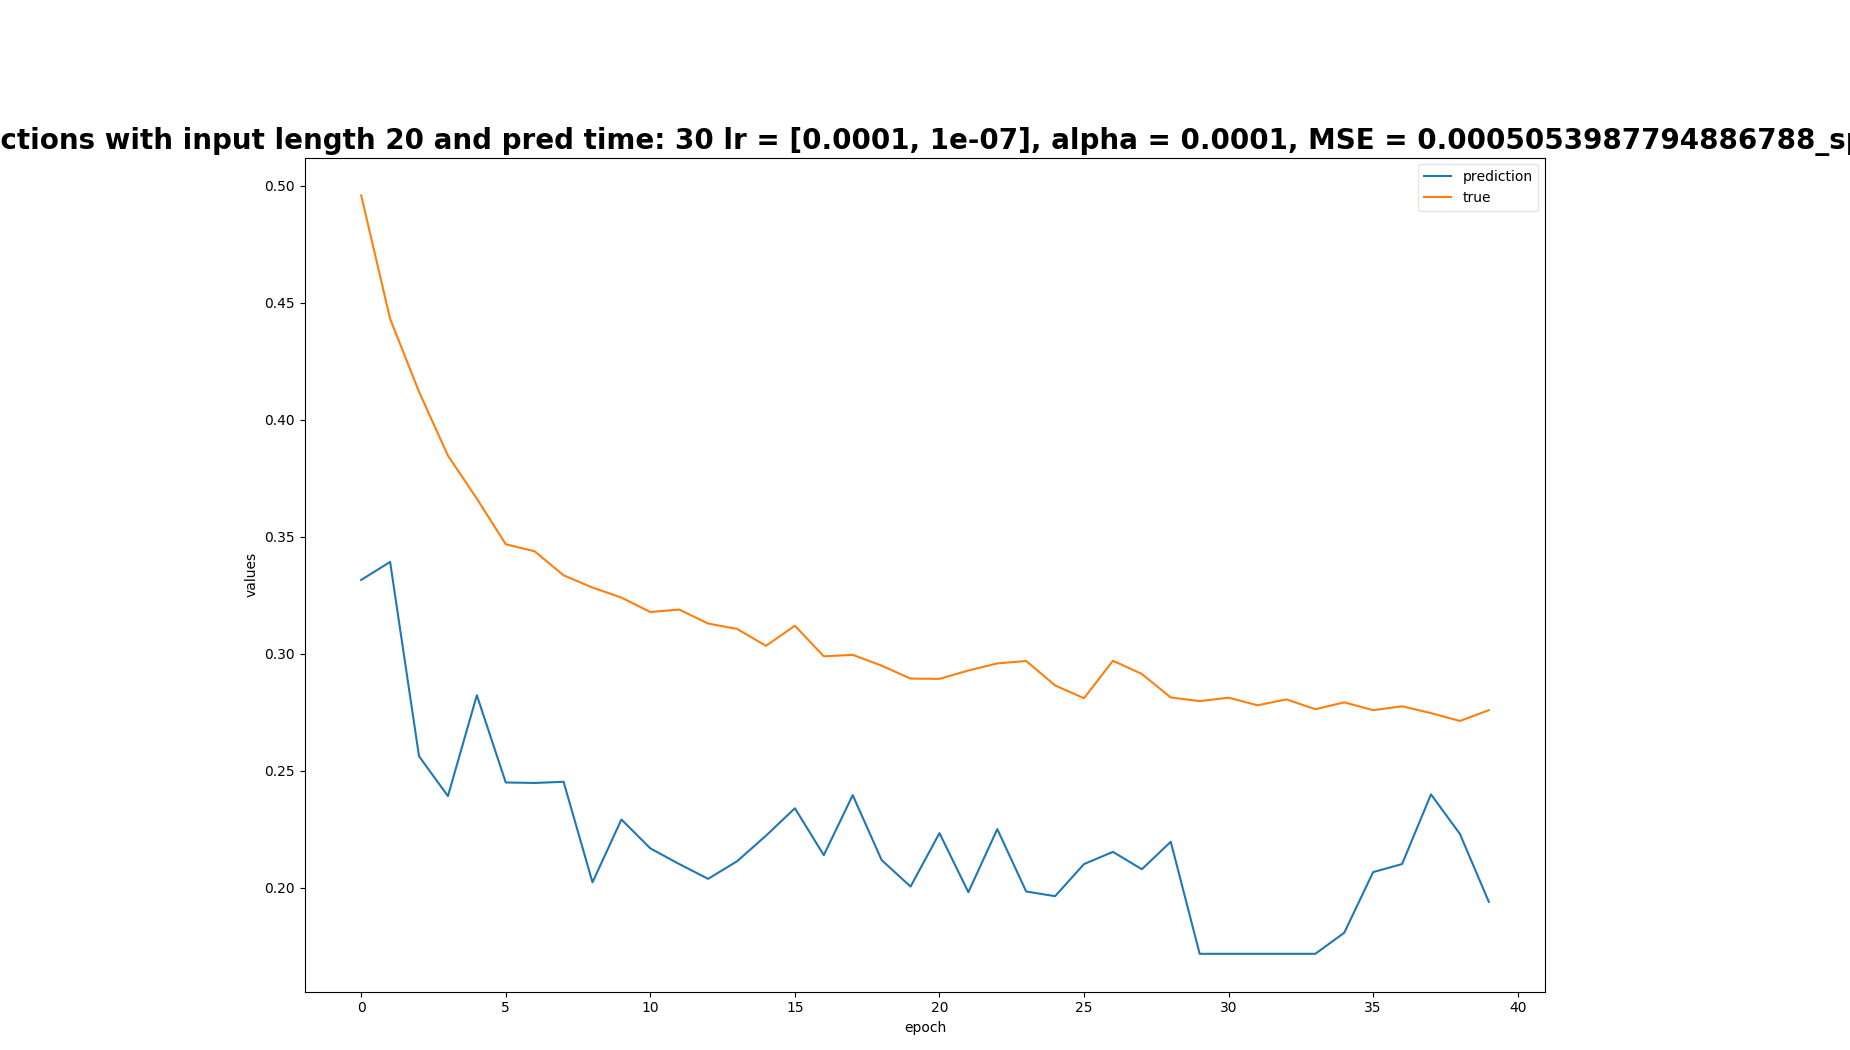 ctions with input length 20 and pred time: 30 lr = [0.0001, 1e-07], alpha = 0.0001, MSE = 0.0005053987794886788_sp
prediction
true
0.50
0.45
0.40
0.35
0.30
0.25
0.20
values
0 5 10 15 20 25 30 35 40
epoch